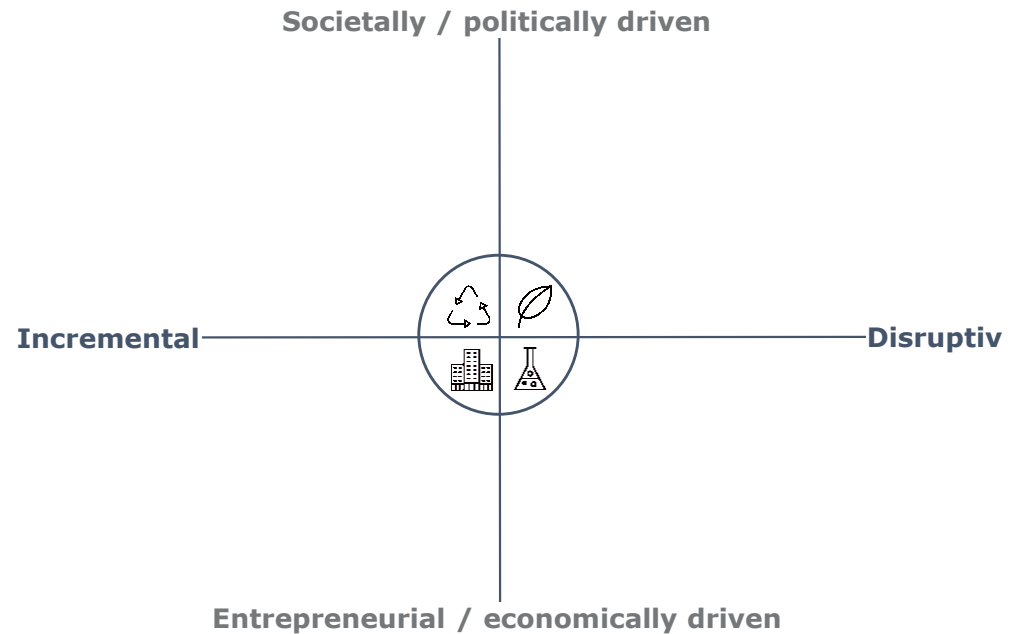 Societally / politically driven
Incremental
Disruptiv
Entrepreneurial / economically driven